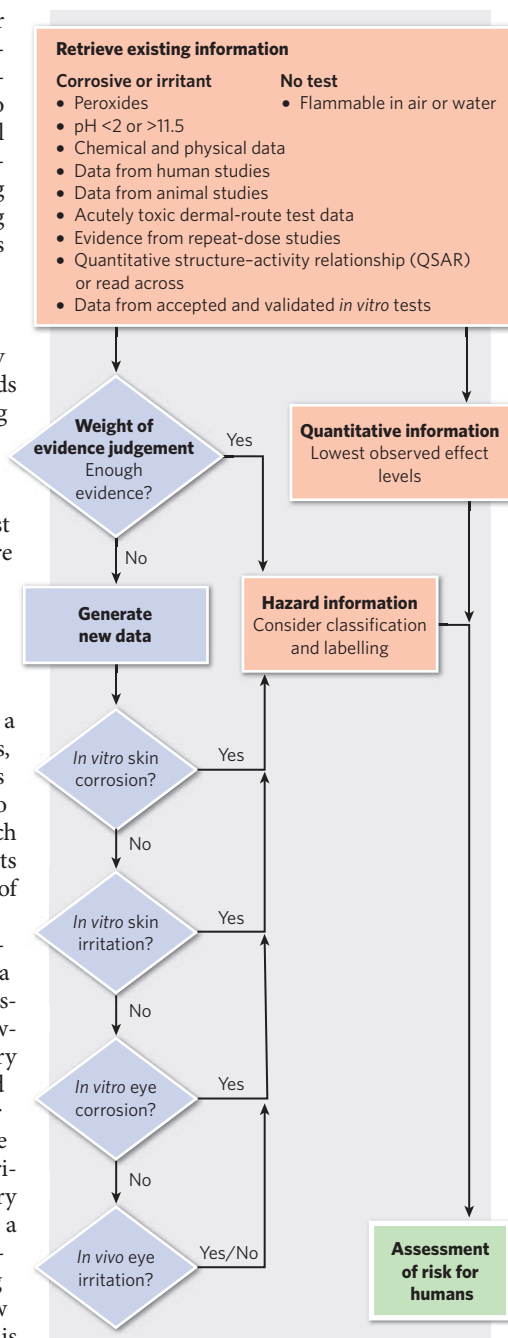 Retrieve existing information
Corrosive or irritant
• Peroxides
• pH <2 or >11.5
• Chemical and physical data
• Data from human studies
• Data from animal studies
• Acutely toxic dermal-route test data
• Evidence from repeat-dose studies
• Quantitative structure–activity relationship (QSAR)
or read across
• Data from accepted and validated in vitro tests
No test
• Flammable in air or water
Weight of
evidence judgement
Enough
evidence?
Yes
No
Quantitative information
Lowest observed effect
levels
Generate
new data
Hazard information
Consider classification
and labelling
In vitro skin
corrosion?
Yes
No
In vitro skin
irritation?
Yes
No
In vitro eye
corrosion?
Yes
No
In vivo eye
irritation?
Yes/No
Assessment
of risk for
humans